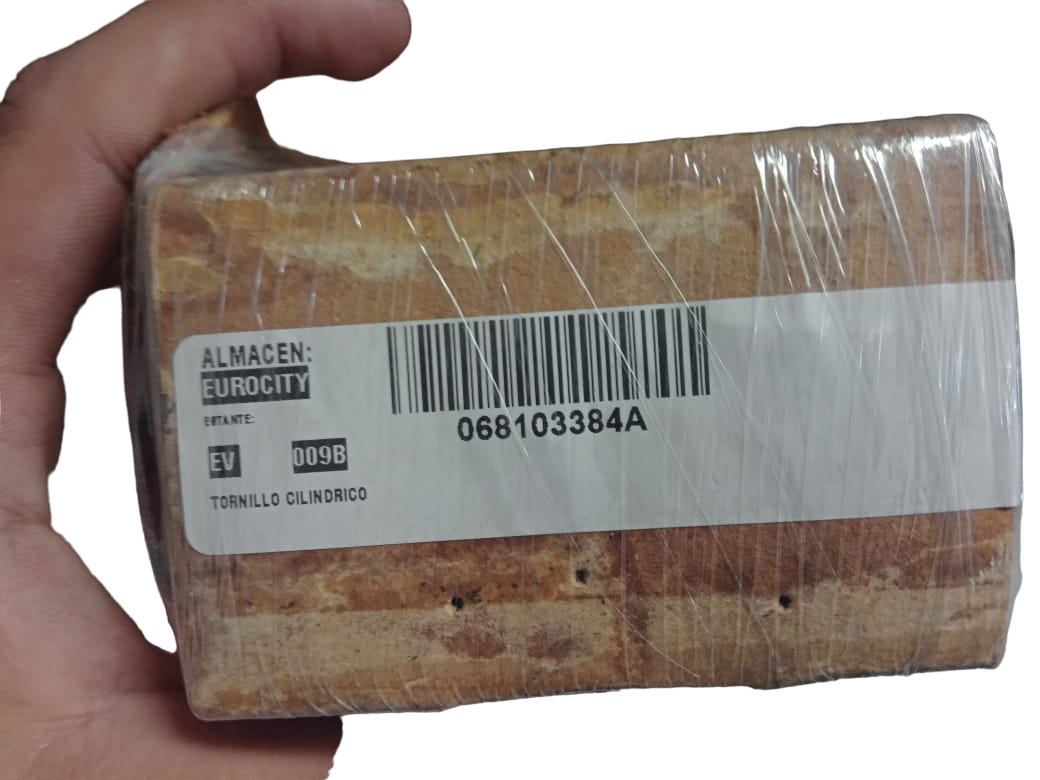 ALMACEN:
EUROCITY
ESTANTE:
EV 009B
TORNILLO CILINDRICO
068103384A